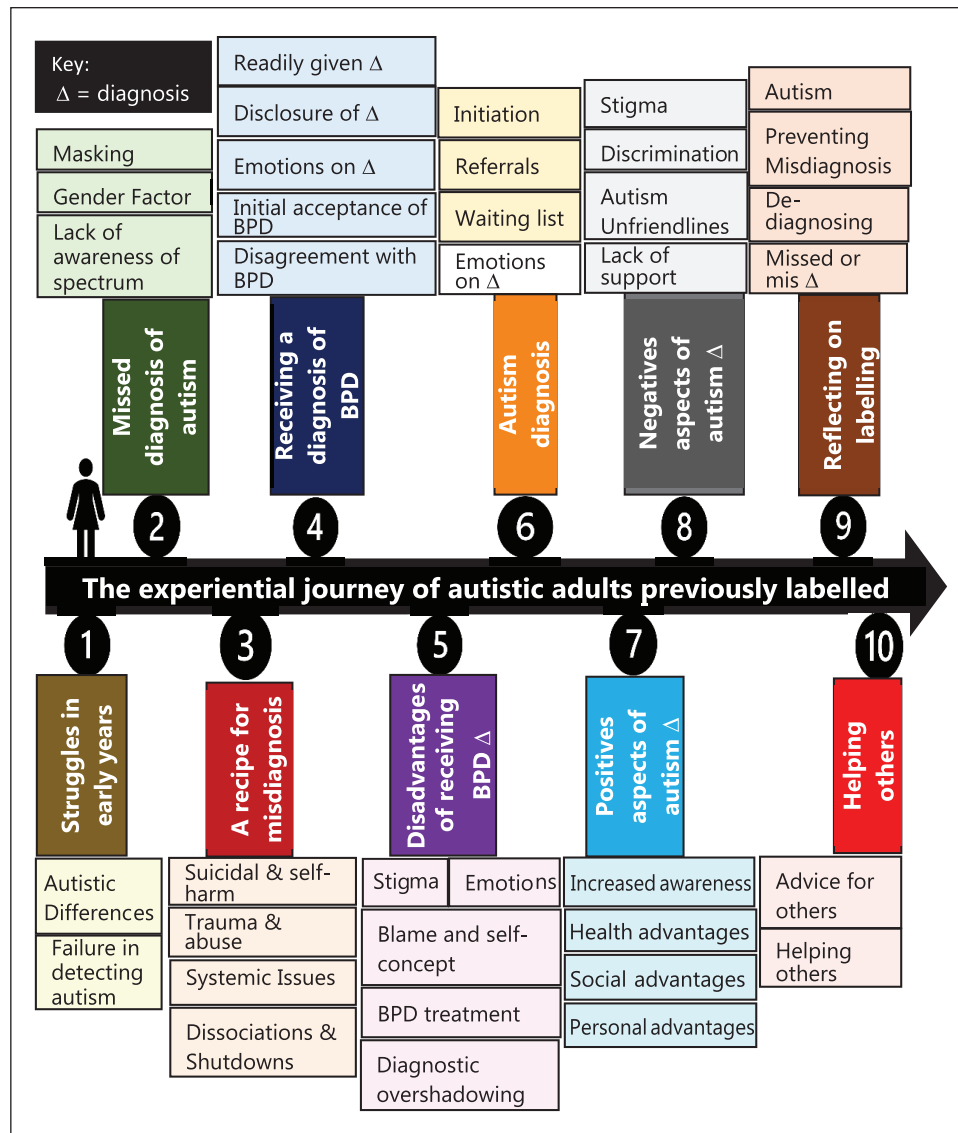 Key:
Δ = diagnosis
Masking
Gender Factor
Lack of
awareness of
spectrum
Readily given Δ
Disclosure of Δ
Emotions on Δ
Initial acceptance of
BPD
Disagreement with
BPD
Initiation
Referrals
Waiting list
Emotions
on Δ
Stigma
Discrimination
Autism
Unfriendlines
Lack of
support
Autism
Preventing
Misdiagnosis
De-
diagnosing
Missed or
mis Δ
Missed
diagnosis of
autism
Receiving a
diagnosis of
BPD
Autism
diagnosis
Negatives
aspects of
autism Δ
Reflecting on
labelling
2
4
6
8
9
The experiential journey of autistic adults previously labelled
1
3
5
7
10
Struggles in
early years
A recipe for
misdiagnosis
Disadvantages
of receiving
BPD Δ
Positives
aspects of
autism Δ
Helping
others
Autistic
Differences
Failure in
detecting
autism
Suicidal & self-
harm
Trauma &
abuse
Systemic Issues
Dissociations &
Shutdowns
Stigma
Emotions
Blame and self-
concept
BPD treatment
Diagnostic
overshadowing
Increased awareness
Health advantages
Social advantages
Personal advantages
Advice for
others
Helping
others